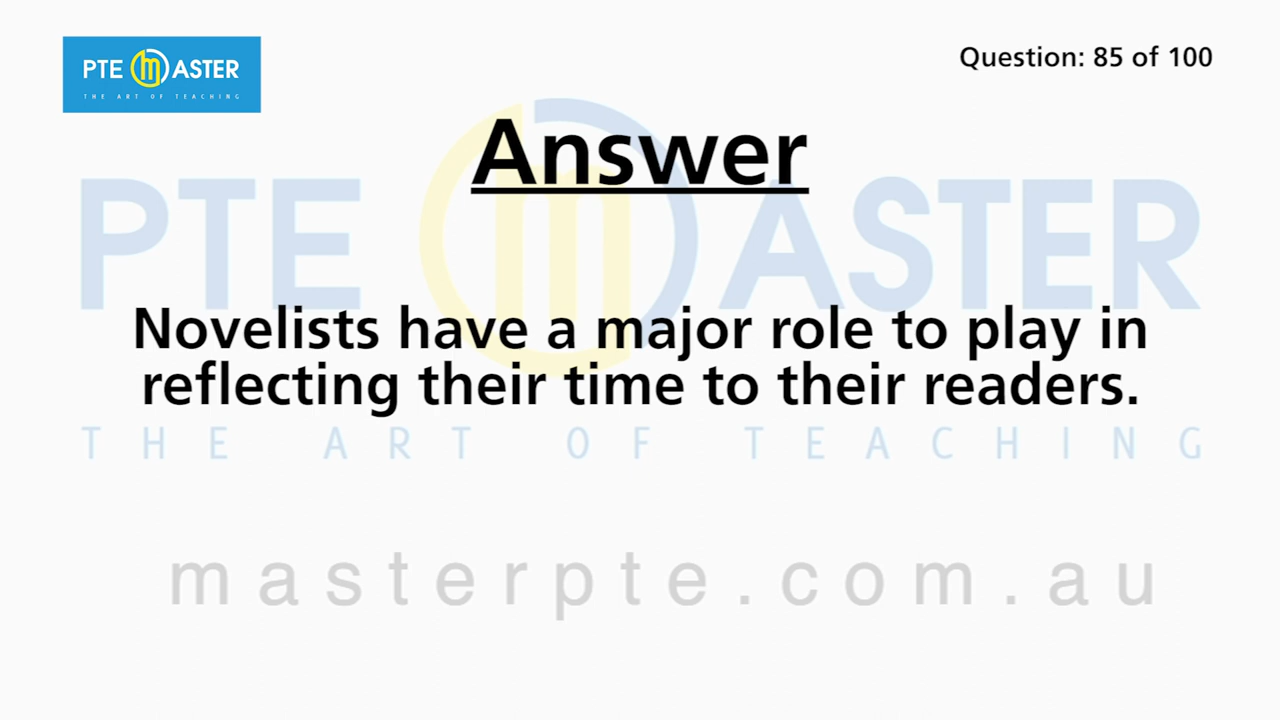 PTE MASTER
THE ART OF TEACHING
Question: 85 of 100
Answer
PTE MASTER
Novelists have a major role to play in
reflecting their time to their readers.
THE ART OF TEACHING
masterpte.com.au